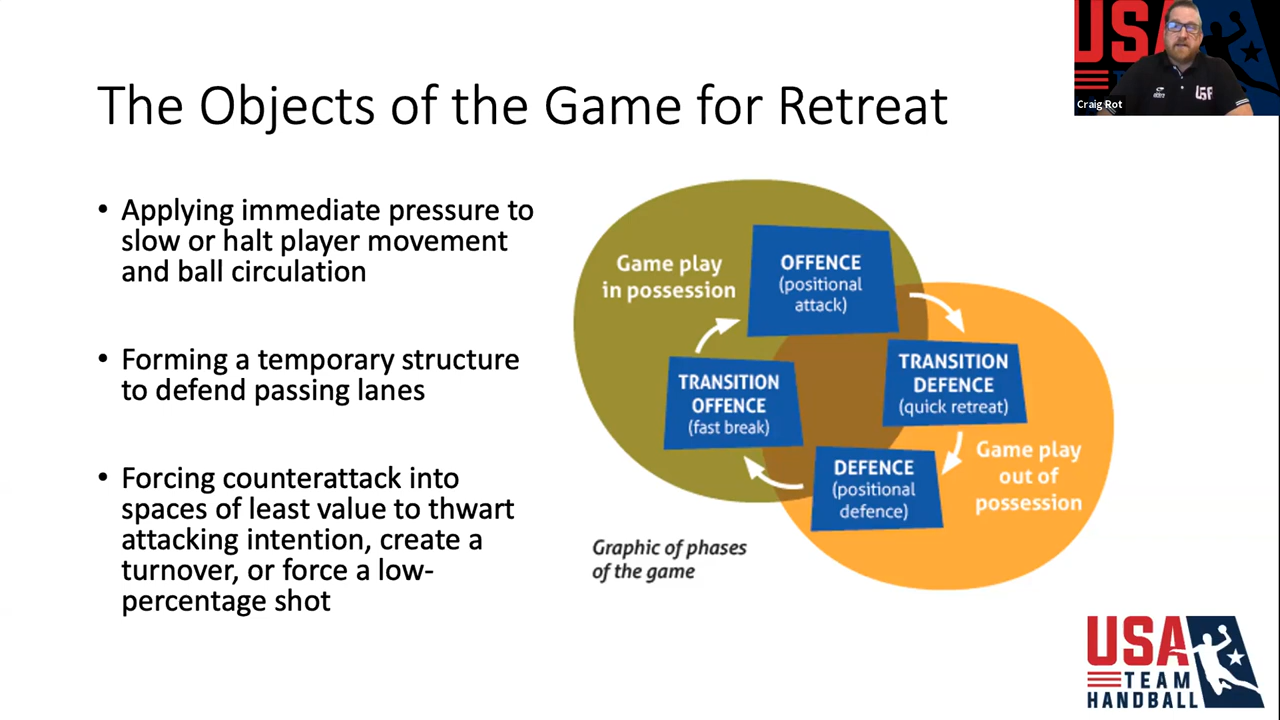 The Objects of the Game for Retreat
• Applying immediate pressure to
slow or halt player movement
and ball circulation
• Forming a temporary structure
to defend passing lanes
• Forcing counterattack into
spaces of least value to thwart
attacking intention, create a
turnover, or force a low-
percentage shot
Game play
in possession
OFFENCE
(positional
attack)
TRANSITION
DEFENCE
(quick retreat)
TRANSITION
OFFENCE
(fast break)
DEFENCE
(positional
defence)
Game play
out of
possession
Graphic of phases
of the game
USA
Craig Rot
USA
TEAM
HANDBALL